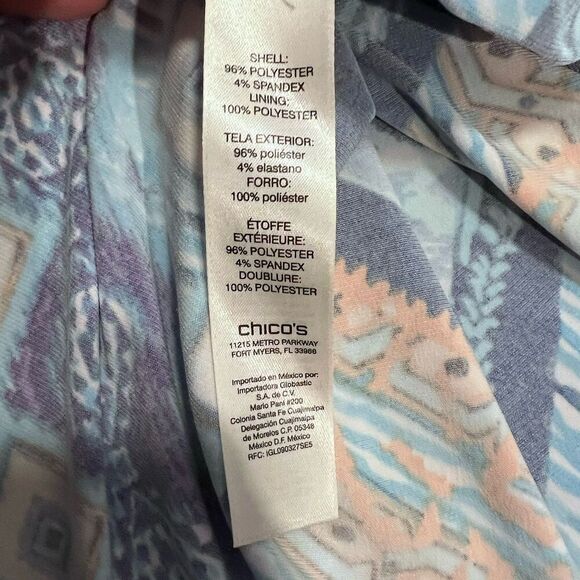 SHELL:
96% POLYESTER
4% SPANDEX
LINING:
100% POLYESTER
TELA EXTERIOR:
96% poliéster
4% elastano
FORRO:
100% poliéster
ÉTOFFE
EXTÉRIEURE:
96% POLYESTER
4% SPANDEX
DOUBLURE:
100% POLYESTER
chico's
11215 METRO PARKWAY
FORT MYERS, FL 33966
Importado en México por:
Importadora Globastic
S.A. de C.V.
Mario Pani #200
Colonia Santa Fe Cuajimalpa
Delegación Cuajimalpa
de Morelos C.P. 05348
México D.F. México
RFC: IGL090327SE5